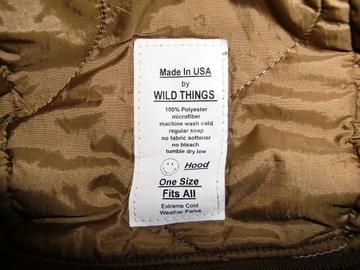 Made In USA
by
WILD THINGS
100% Polyester
microfiber
machine wash cold
regular soap
no fabric softener
no bleach
tumble dry low
Hood
One Size
Fits All
Extreme Cold
Weather Parka